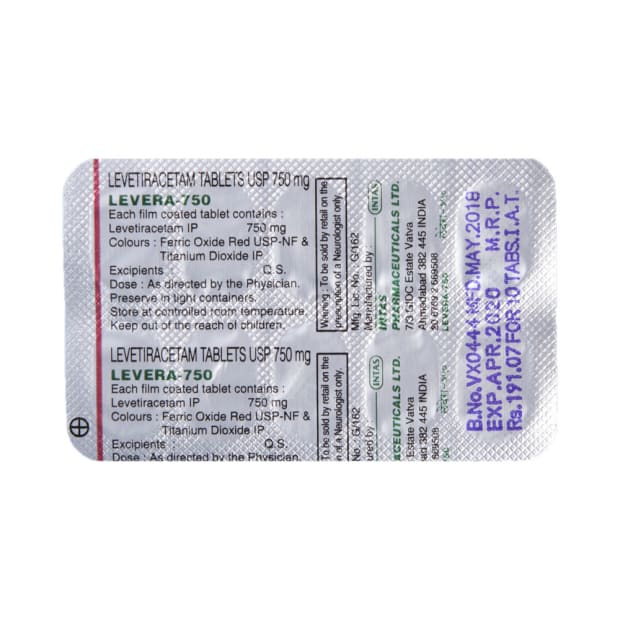 LEVETIRACETAM TABLETS USP 750 mg
LEVERA-750
Each film coated tablet contains :
Levetiracetam IP 750 mg
Colours : Ferric Oxide Red USP-NF &
Titanium Dioxide IP
Excipients : Q.S.
Dose : As directed by the Physician.
Preserve in tight containers.
Store at controlled room temperature.
Keep out of the reach of children.
LEVETIRACETAM TABLETS USP 750 mg
LEVERA-750
Each film coated tablet contains :
Levetiracetam IP 750 mg
Colours : Ferric Oxide Red USP-NF &
Titanium Dioxide IP
Excipients : Q.S.
Dose : As directed by the Physician.
Warning : To be sold by retail on the
prescription of a Neurologist only.
Mfg. Lic. No.: G/162
Manufactured by :
INTAS
INTAS
PHARMACEUTICALS LTD.
7/3 GIDC Estate Vatva
Ahmedabad 382 445 INDIA
LEVERA-750
To be sold by retail on the
of a Neurologist only.
No.: G/162
INTAS
ACEUTICALS LTD.
Estate Vatva
bad 382 445 INDIA
B.No.VX0444 MFD.MAY.2018
EXP.APR.2020 M.R.P.
Rs.191.07 FOR 10 TABS.I.A.T.